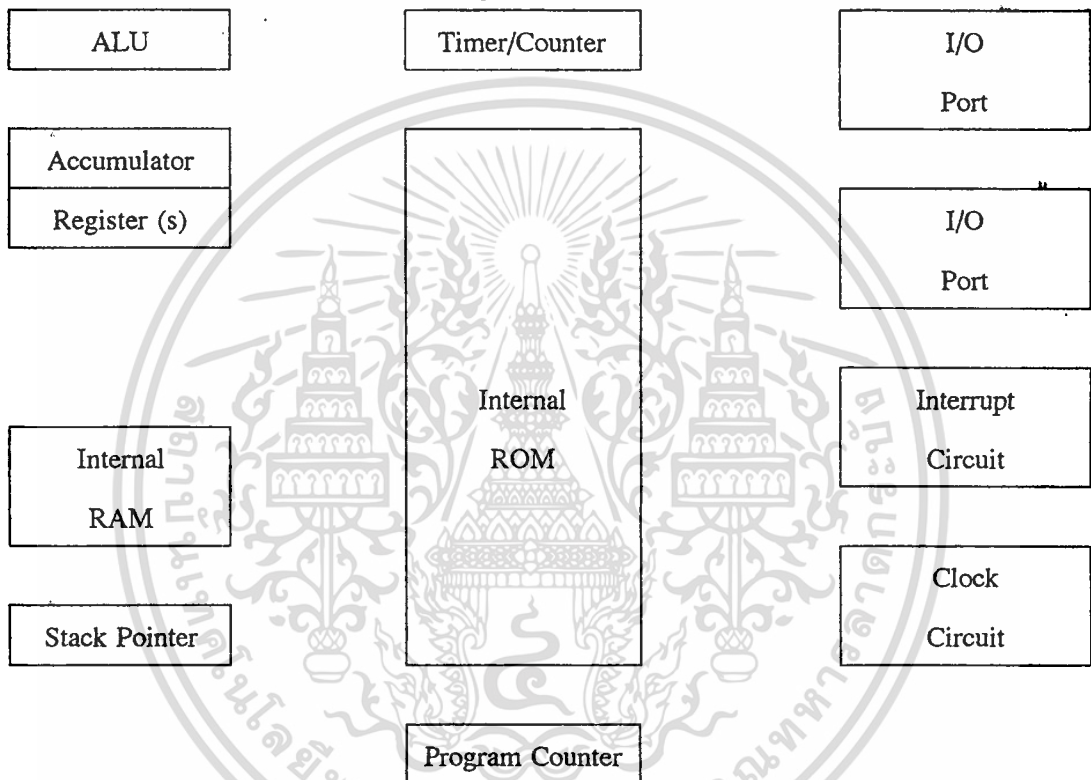 ALU
Timer/Counter
I/O
Port
Accumulator
Register (s)
I/O
Port
Internal
ROM
Interrupt
Circuit
Internal
RAM
Clock
Circuit
Stack Pointer
Program Counter